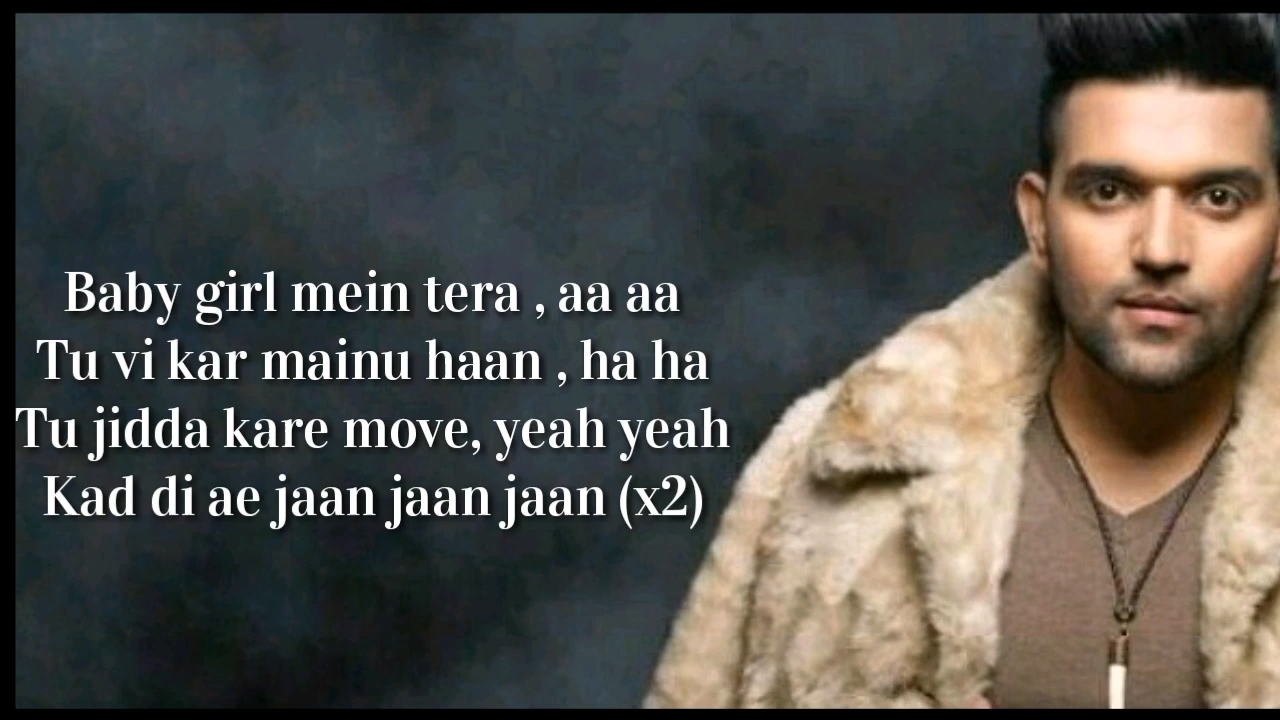 Baby girl mein tera , aa aa
Tu vi kar mainu haan , ha ha
Tu jidda kare move, yeah yeah
Kad di ae jaan jaan jaan (x2)